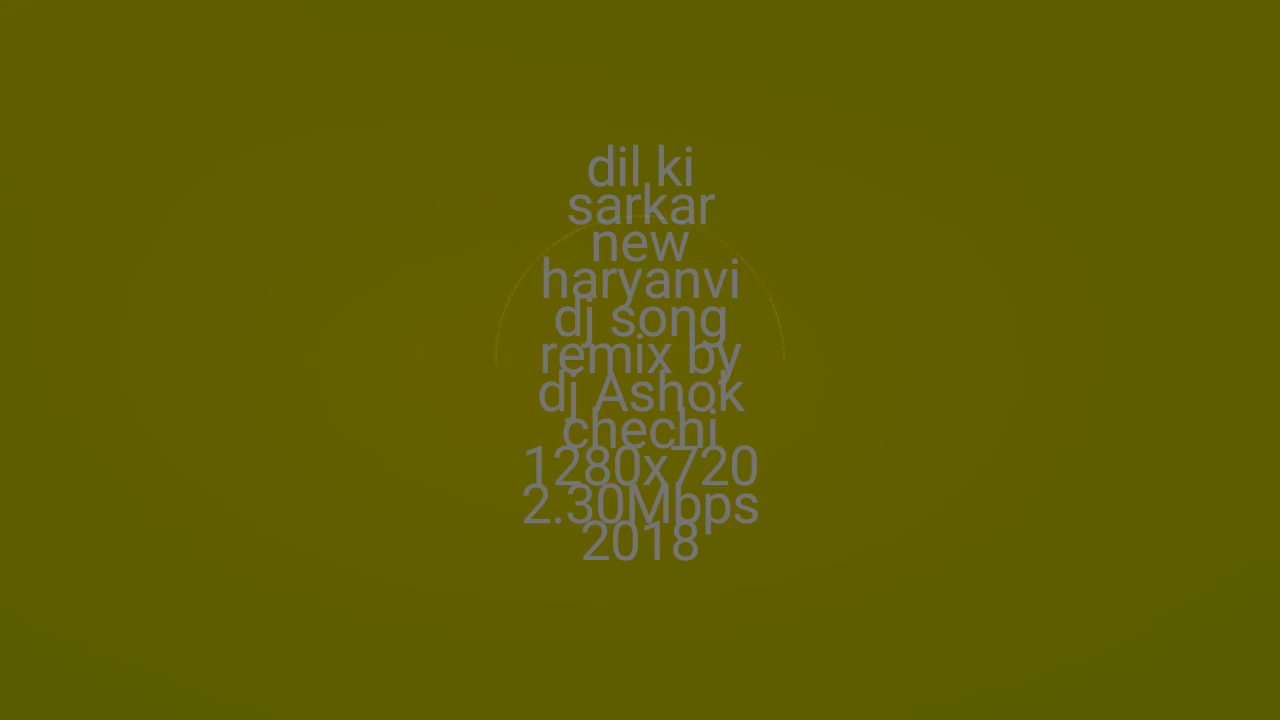 dil ki
sarkar
new
haryanvi
dj song
remix by
dj Ashok
chechi
1280x720
2.30Mbps
2018